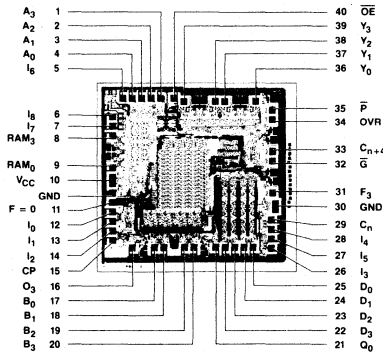 A₃ 1
A₂ 2
A₁ 3
A₀ 4
I₆ 5
I₈ 6
I₇ 7
RAM₃ 8
RAM₀ 9
V_CC 10
GND
F = 0 11
I₀ 12
I₁ 13
I₂ 14
CP 15
O₃ 16
B₀ 17
B₁ 18
B₂ 19
B₃ 20
40 O̅E̅
39 Y₃
38 Y₂
37 Y₁
36 Y₀
35 P̅
34 OVR
33 Cₙ₊₄
32 G̅
31 F₃
30 GND
29 Cₙ
28 I₄
27 I₅
26 I₃
25 D₀
24 D₁
23 D₂
22 D₃
21 Q₀